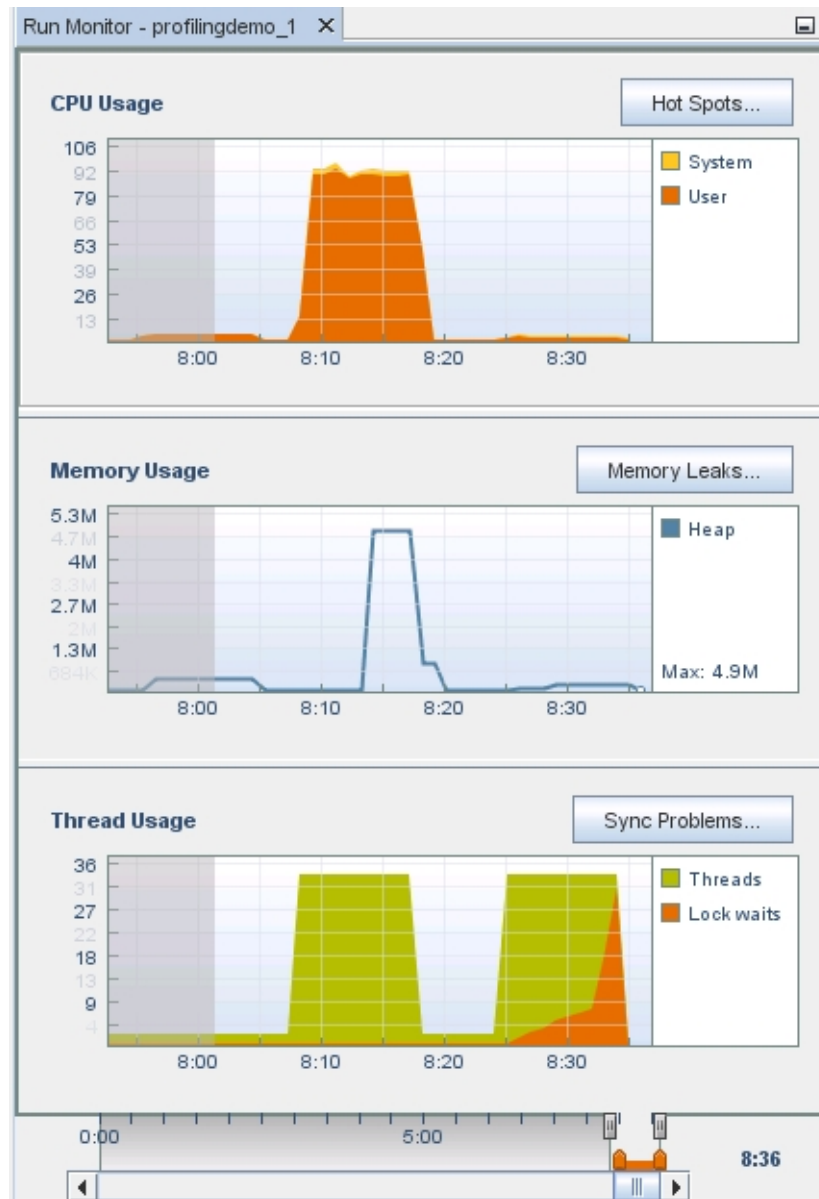 Run Monitor - profilingdemo_1
CPU Usage
Hot Spots...
106
92
79
66
53
39
26
13
System
User
8:00
8:10
8:20
8:30
Memory Usage
Memory Leaks...
5.3M
4.7M
4M
3.3M
2.7M
2M
1.3M
684K
Heap
Max: 4.9M
8:00
8:10
8:20
8:30
Thread Usage
Sync Problems...
36
31
27
22
18
13
9
4
Threads
Lock waits
8:00
8:10
8:20
8:30
0:00
5:00
8:36